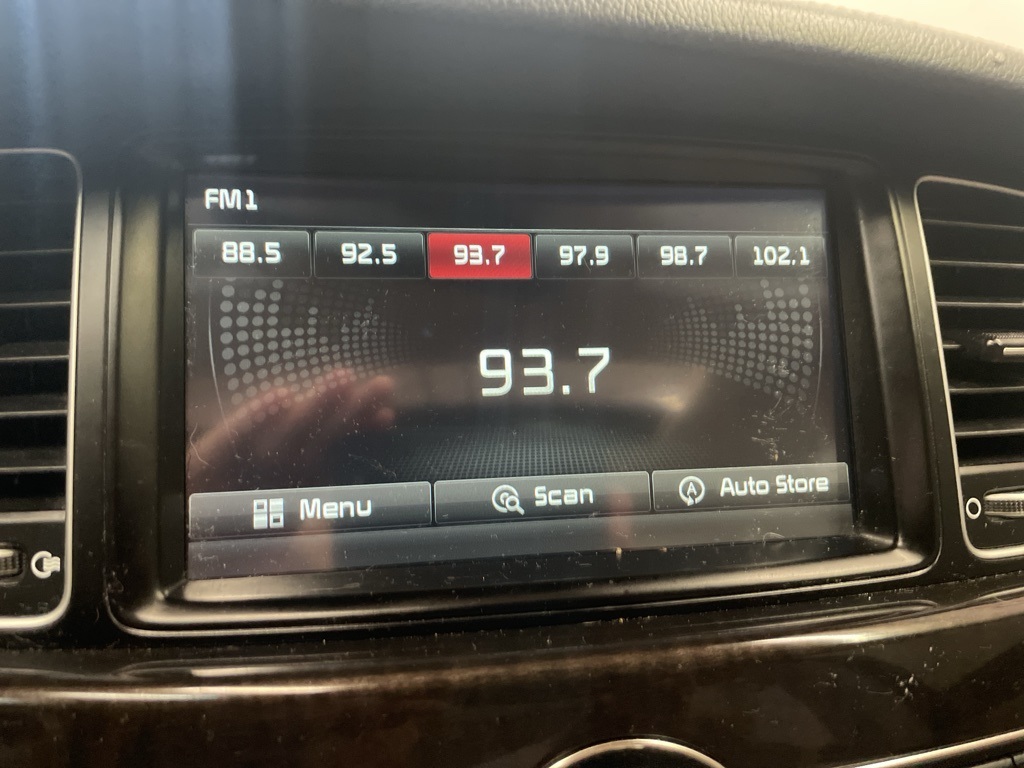 FM1
88.5 92.5 93.7 97.9 98.7 102.1
93.7
Menu Scan Auto Store